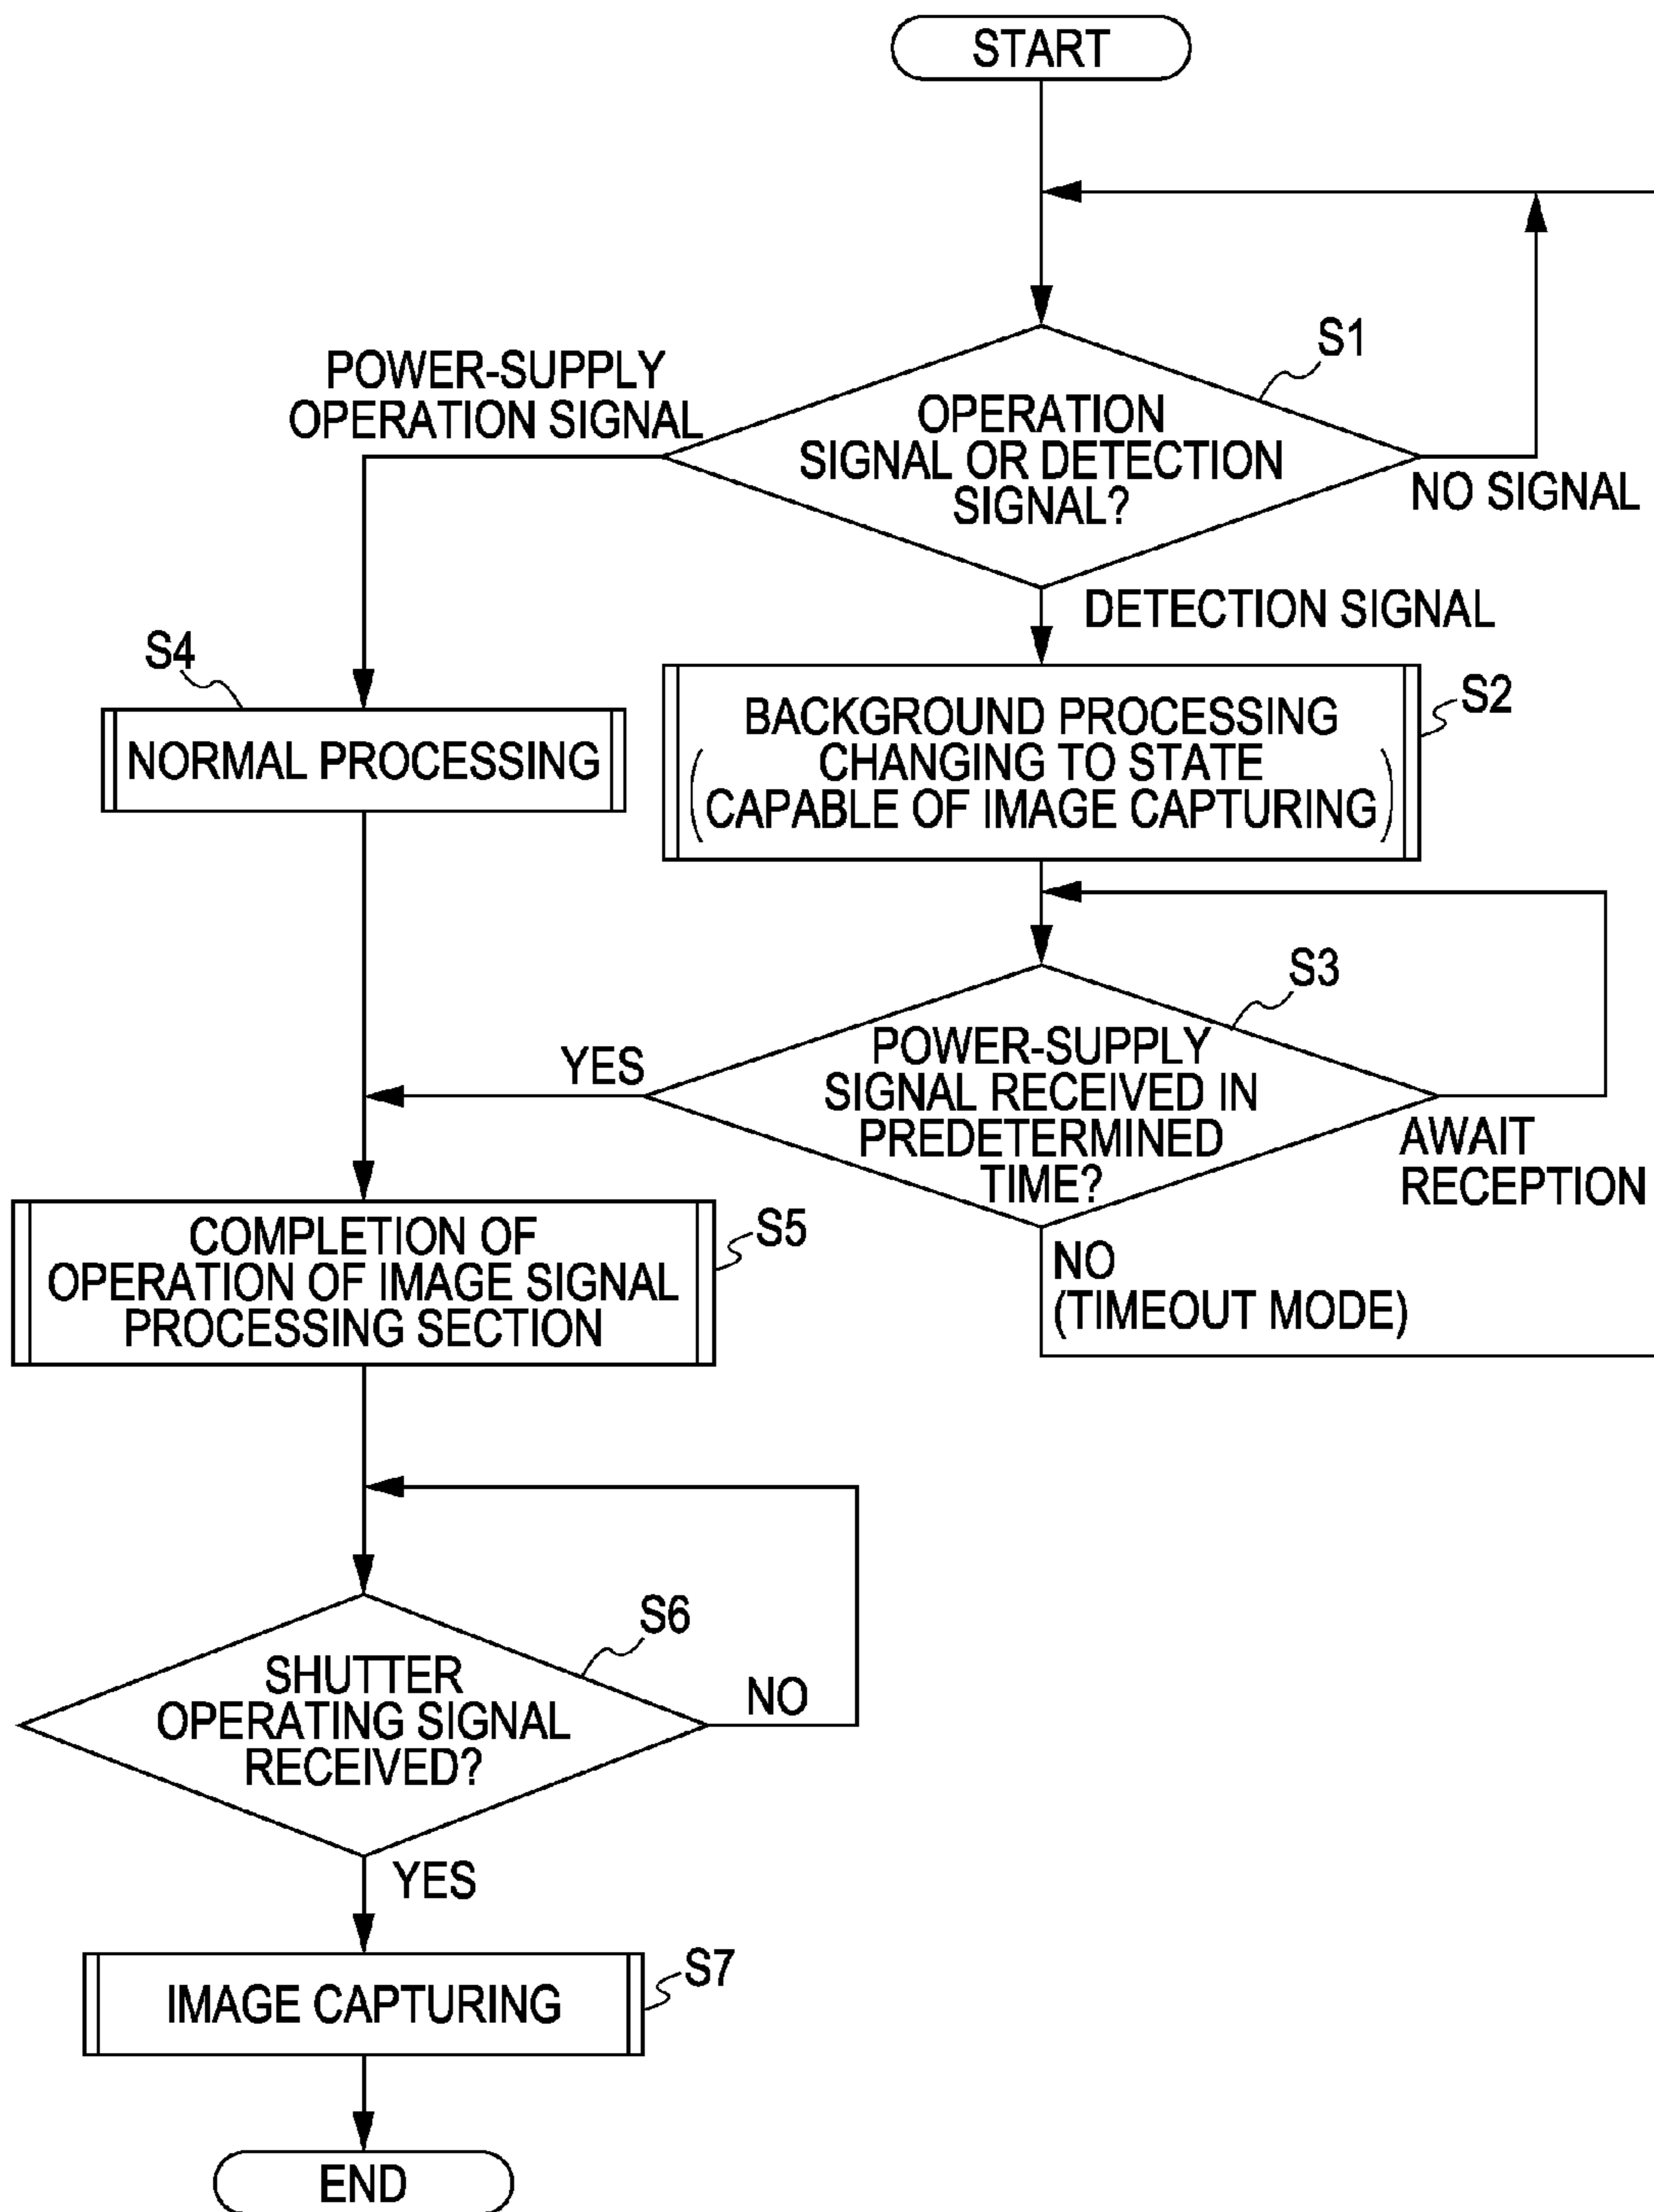 START
S1
POWER-SUPPLY
OPERATION SIGNAL
OPERATION
SIGNAL OR DETECTION
SIGNAL?
NO SIGNAL
DETECTION SIGNAL
S4
NORMAL PROCESSING
S2
BACKGROUND PROCESSING
(CHANGING TO STATE
CAPABLE OF IMAGE CAPTURING)
S3
YES
POWER-SUPPLY
SIGNAL RECEIVED IN
PREDETERMINED
TIME?
AWAIT
RECEPTION
NO
(TIMEOUT MODE)
S5
COMPLETION OF
OPERATION OF IMAGE SIGNAL
PROCESSING SECTION
S6
SHUTTER
OPERATING SIGNAL
RECEIVED?
NO
YES
S7
IMAGE CAPTURING
END